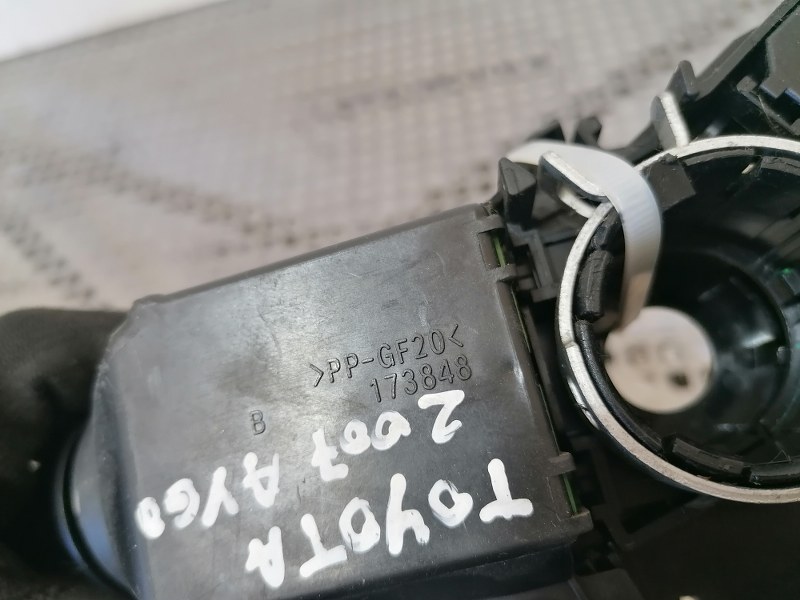 >PP-GF20<
173848
B
TOYOTA
2007 AYGO